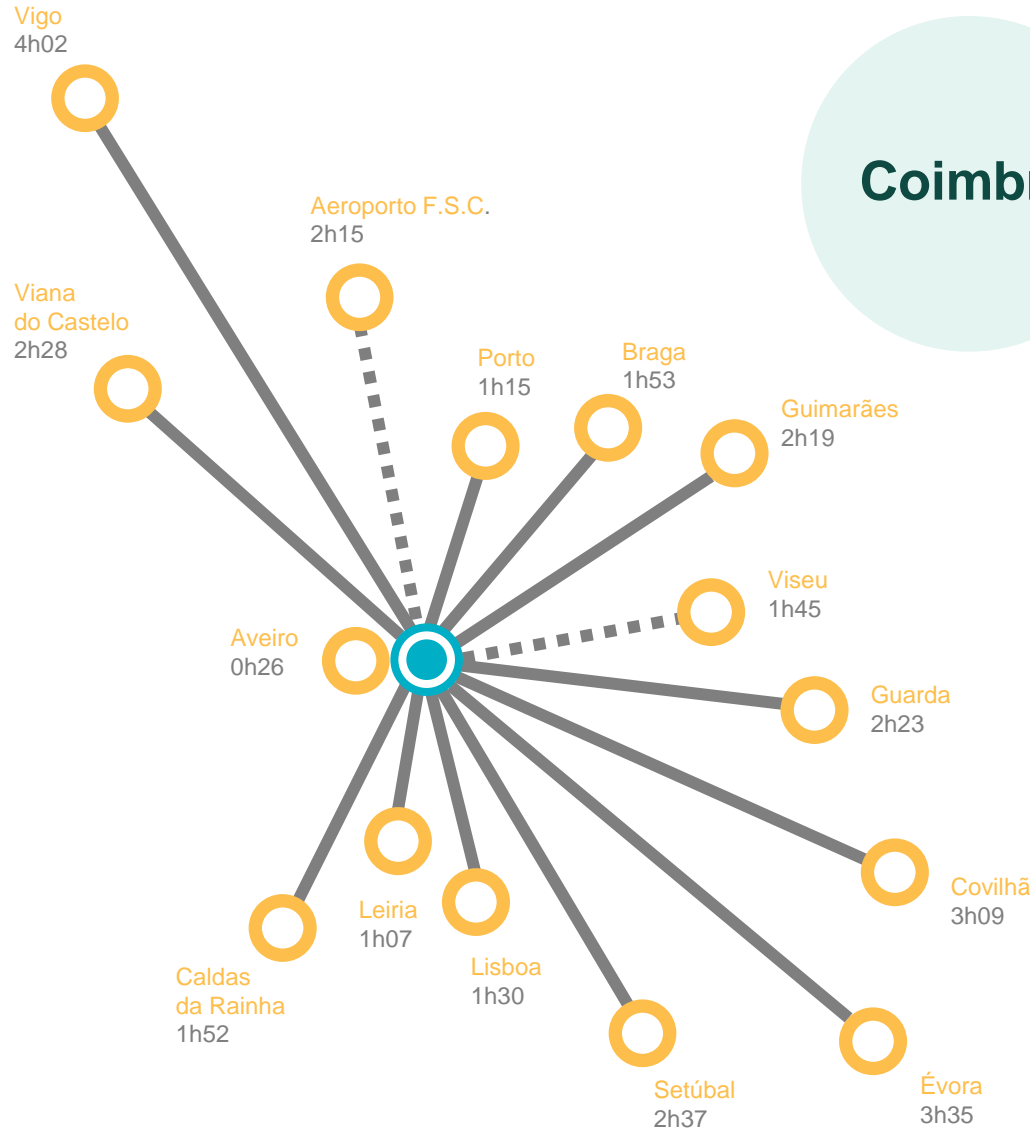 Vigo
4h02
Coimbr
Aeroporto F.S.C.
2h15
Viana
do Castelo
2h28
Porto
1h15
Braga
1h53
Guimarães
2h19
Viseu
1h45
Aveiro
0h26
Guarda
2h23
Covilhã
3h09
Leiria
1h07
Lisboa
1h30
Caldas
da Rainha
1h52
Setúbal
2h37
Évora
3h35